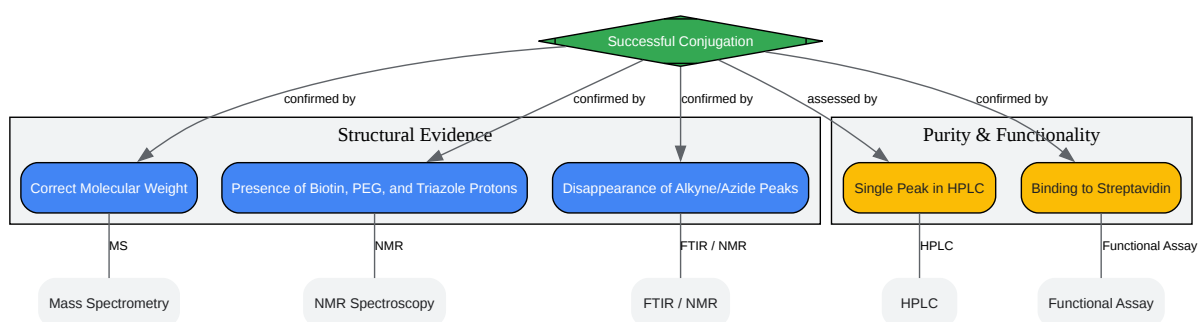 Successful Conjugation
confirmed by
confirmed by
confirmed by
assessed by
confirmed by
Structural Evidence
Purity & Functionality
Correct Molecular Weight
Presence of Biotin, PEG, and Triazole Protons
Disappearance of Alkyne/Azide Peaks
Single Peak in HPLC
Binding to Streptavidin
MS
NMR
FTIR / NMR
HPLC
Functional Assay
Mass Spectrometry
NMR Spectroscopy
FTIR / NMR
HPLC
Functional Assay